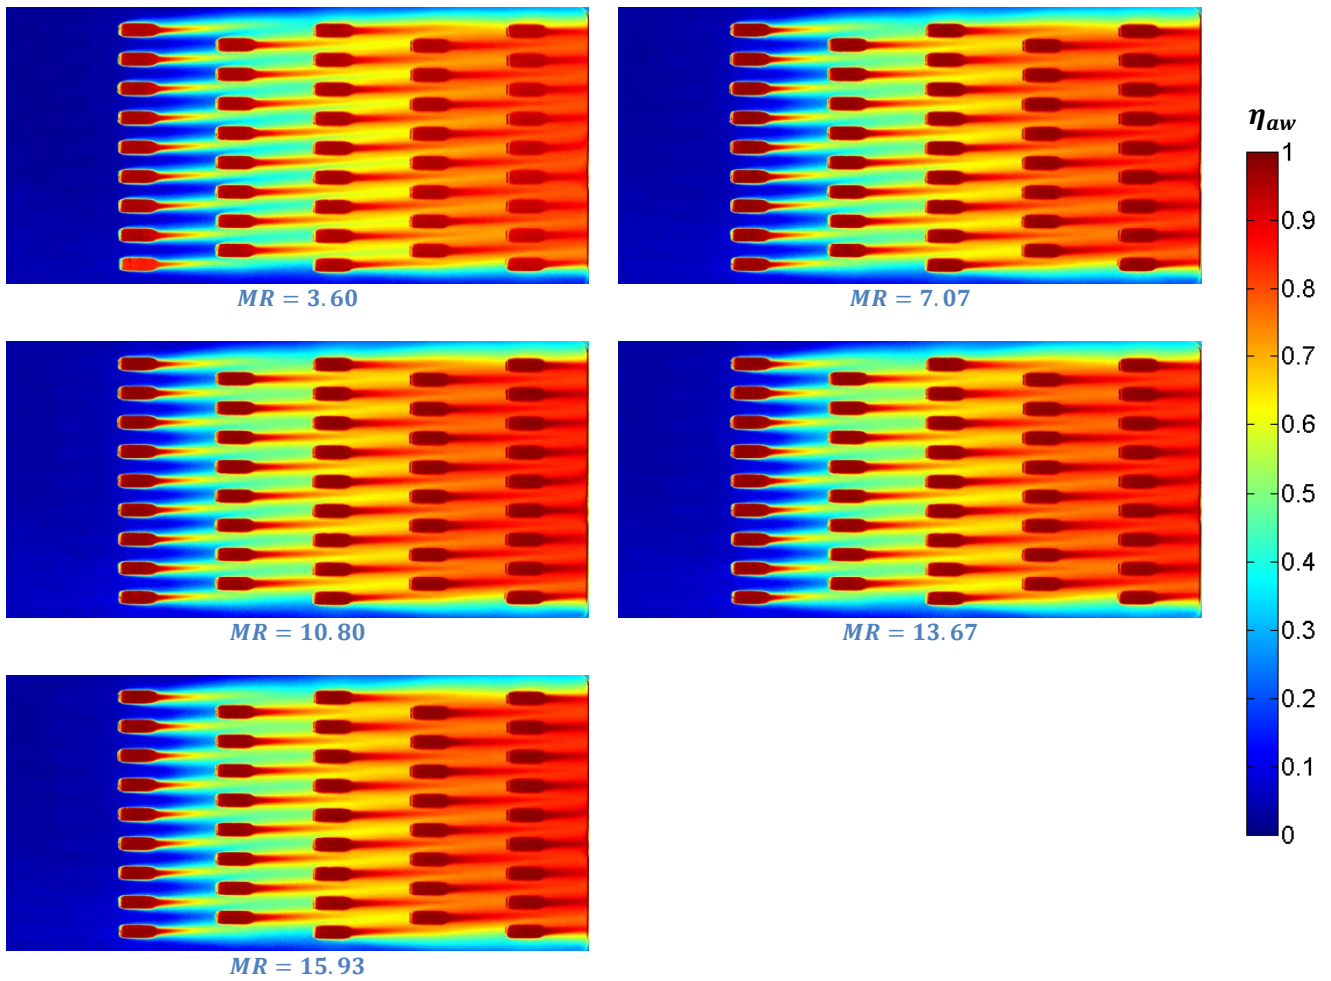 η_aw
1
0.9
0.8
0.7
0.6
0.5
0.4
0.3
0.2
0.1
0
MR = 3.60
MR = 7.07
MR = 10.80
MR = 13.67
MR = 15.93